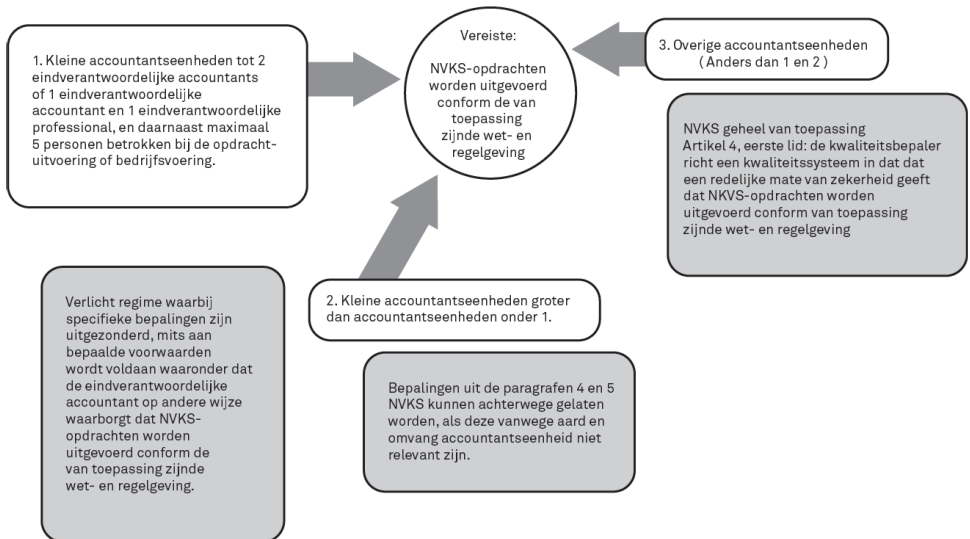 1. Kleine accountantseenheden tot 2
eindverantwoordelijke accountants
of 1 eindverantwoordelijke
accountant en 1 eindverantwoordelijke
professional, en daarnaast maximaal
5 personen betrokken bij de opdracht-
uitvoering of bedrijfsvoering.
Vereiste:
NVKS-opdrachten
worden uitgevoerd
conform de van
toepassing
zijnde wet- en
regelgeving
3. Overige accountantseenheden
( Anders dan 1 en 2 )
NVKS geheel van toepassing
Artikel 4, eerste lid: de kwaliteitsbepaler
richt een kwaliteitssysteem in dat dat
een redelijke mate van zekerheid geeft
dat NKVS-opdrachten worden
uitgevoerd conform van toepassing
zijnde wet- en regelgeving
Verlicht regime waarbij
specifieke bepalingen zijn
uitgezonderd, mits aan
bepaalde voorwaarden
wordt voldaan waaronder dat
de eindverantwoordelijke
accountant op andere wijze
waarborgt dat NVKS-
opdrachten worden
uitgevoerd conform de
van toepassing zijnde
wet- en regelgeving.
2. Kleine accountantseenheden groter
dan accountantseenheden onder 1.
Bepalingen uit de paragrafen 4 en 5
NVKS kunnen achterwege gelaten
worden, als deze vanwege aard en
omvang accountantseenheid niet
relevant zijn.